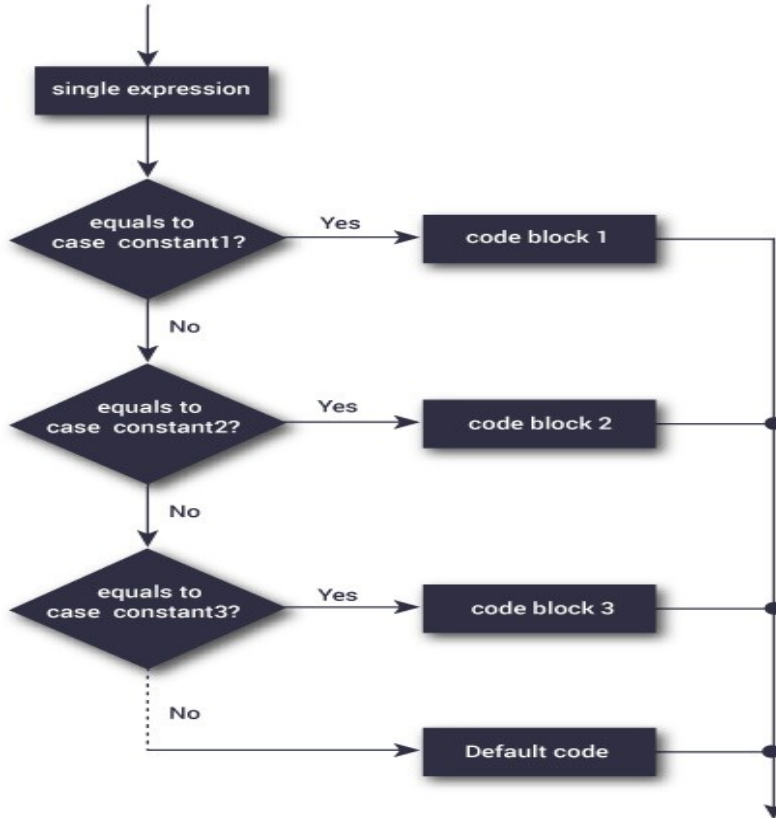 single expression
equals to
case constant1?
Yes
code block 1
No
equals to
case constant2?
Yes
code block 2
No
equals to
case constant3?
Yes
code block 3
No
Default code